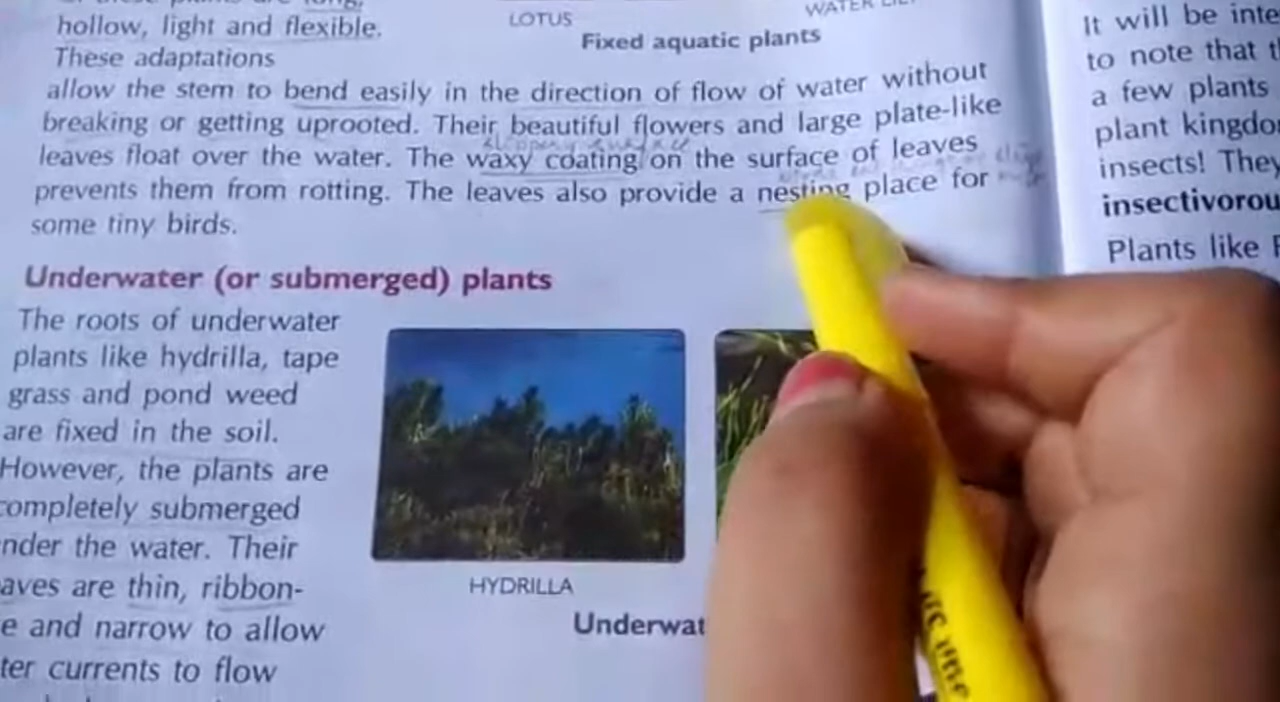 hollow, light and flexible.
These adaptations
LOTUS
WATER
Fixed aquatic plants
allow the stem to bend easily in the direction of flow of water without
breaking or getting uprooted. Their beautiful flowers and large plate-like
slippery surface
leaves float over the water. The waxy coating on the surface of leaves
prevents them from rotting. The leaves also provide a nesting place for
some tiny birds.
Underwater (or submerged) plants
The roots of underwater
plants like hydrilla, tape
grass and pond weed
are fixed in the soil.
However, the plants are
completely submerged
nder the water. Their
aves are thin, ribbon-
e and narrow to allow
ter currents to flow
HYDRILLA
Underwat
It will be inte
to note that t
a few plants
plant kingdo
insects! They
insectivorou
Plants like